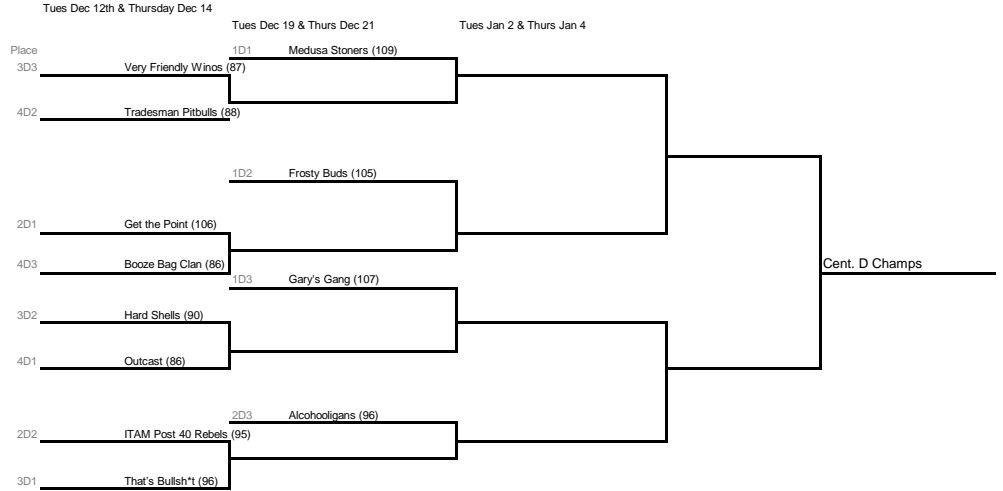 Tues Dec 12th & Thursday Dec 14
Tues Dec 19 & Thurs Dec 21
Tues Jan 2 & Thurs Jan 4
Place
1D1 Medusa Stoners (109)
3D3 Very Friendly Winos (87)
4D2 Tradesman Pitbulls (88)
1D2 Frosty Buds (105)
2D1 Get the Point (106)
4D3 Booze Bag Clan (86)
Cent. D Champs
1D3 Gary's Gang (107)
3D2 Hard Shells (90)
4D1 Outcast (86)
2D3 Alcohooligans (96)
2D2 ITAM Post 40 Rebels (95)
3D1 That's Bullsh*t (96)